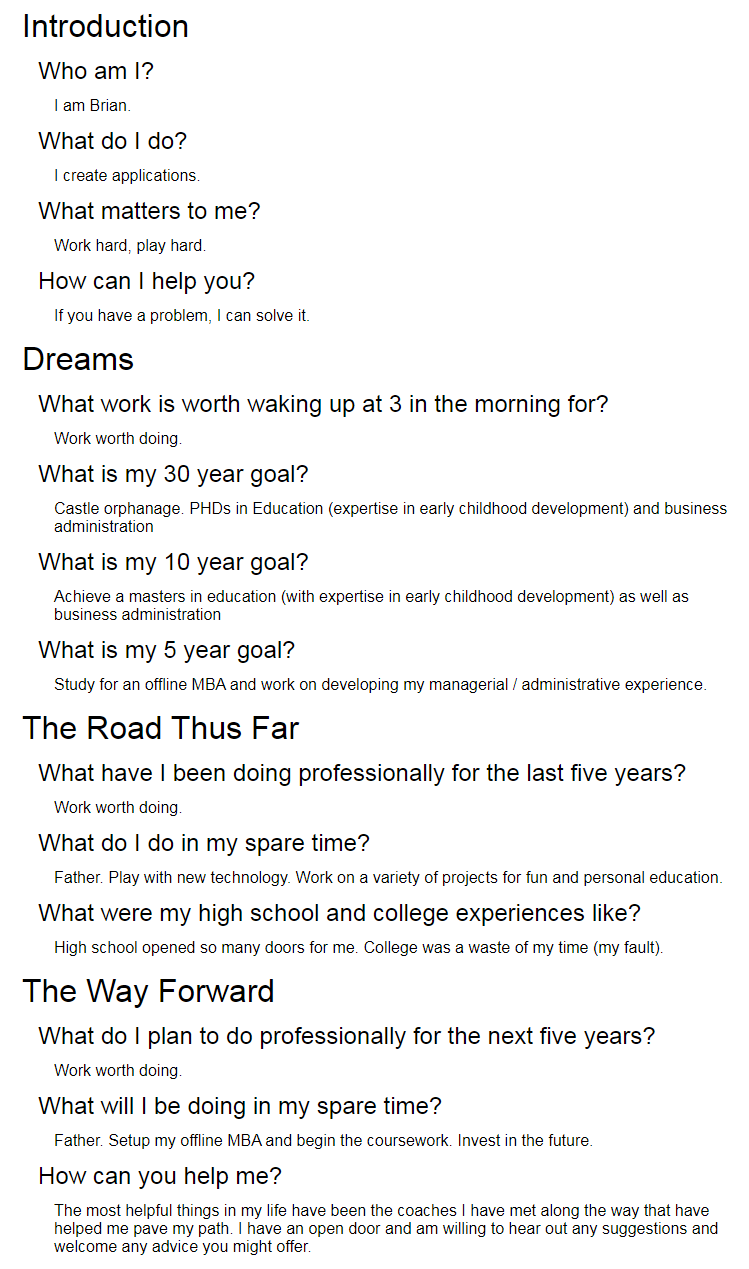 Introduction
Who am I?
I am Brian.
What do I do?
I create applications.
What matters to me?
Work hard, play hard.
How can I help you?
If you have a problem, I can solve it.
Dreams
What work is worth waking up at 3 in the morning for?
Work worth doing.
What is my 30 year goal?
Castle orphanage. PHDs in Education (expertise in early childhood development) and business
administration
What is my 10 year goal?
Achieve a masters in education (with expertise in early childhood development) as well as
business administration
What is my 5 year goal?
Study for an offline MBA and work on developing my managerial / administrative experience.
The Road Thus Far
What have I been doing professionally for the last five years?
Work worth doing.
What do I do in my spare time?
Father. Play with new technology. Work on a variety of projects for fun and personal education.
What were my high school and college experiences like?
High school opened so many doors for me. College was a waste of my time (my fault).
The Way Forward
What do I plan to do professionally for the next five years?
Work worth doing.
What will I be doing in my spare time?
Father. Setup my offline MBA and begin the coursework. Invest in the future.
How can you help me?
The most helpful things in my life have been the coaches I have met along the way that have
helped me pave my path. I have an open door and am willing to hear out any suggestions and
welcome any advice you might offer.